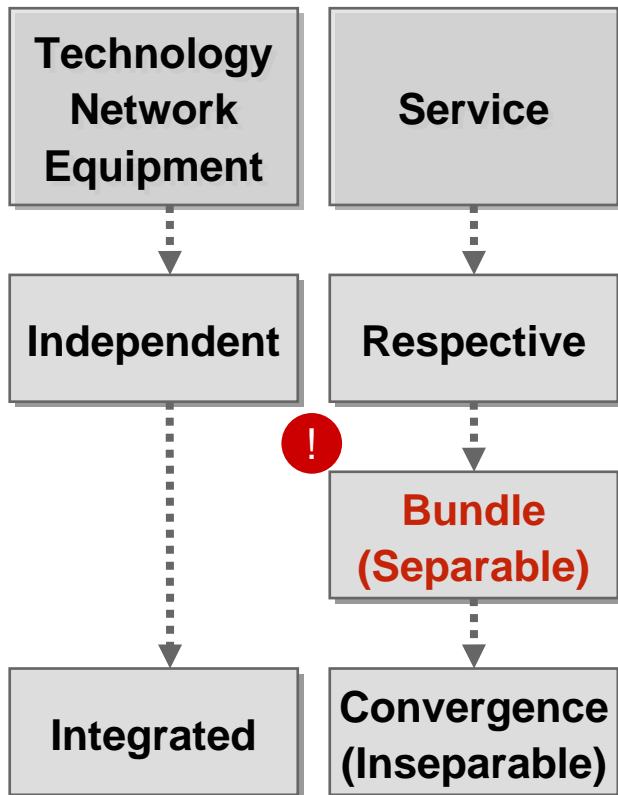 Technology
Network
Equipment
Service
Independent
Respective
!
Bundle
(Separable)
Integrated
Convergence
(Inseparable)